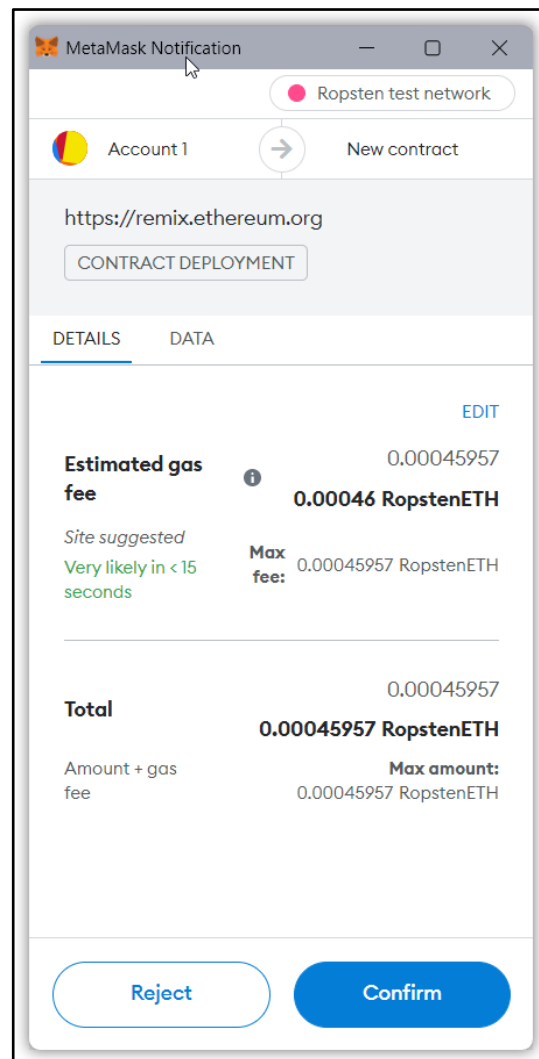 MetaMask Notification
Ropsten test network
Account 1
New contract
https://remix.ethereum.org
CONTRACT DEPLOYMENT
DETAILS DATA
EDIT
Estimated gas
fee
0.00045957
0.00046 RopstenETH
Site suggested
Very likely in < 15
seconds
Max
fee:
0.00045957 RopstenETH
Total
0.00045957
0.00045957 RopstenETH
Amount + gas
fee
Max amount:
0.00045957 RopstenETH
Reject
Confirm